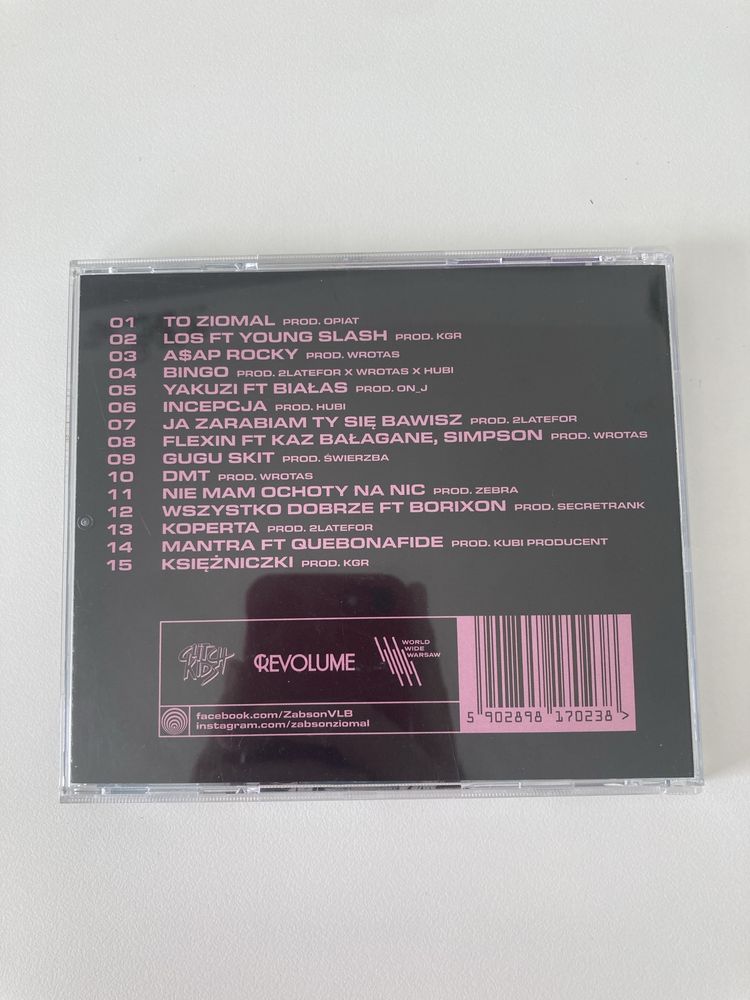 01 TO ZIOMAL PROD. OPIAT
02 LOS FT YOUNG SLASH PROD. KGR
03 A$AP ROCKY PROD. WROTAS
04 BINGO PROD. 2LATEFOR X WROTAS X HUBI
05 YAKUZI FT BIAŁAS PROD. ON_J
06 INCEPCJA PROD. HUBI
07 JA ZARABIAM TY SIĘ BAWISZ PROD. 2LATEFOR
08 FLEXIN FT KAZ BAŁAGANE, SIMPSON PROD. WROTAS
09 GUGU SKIT PROD. ŚWIERZBA
10 DMT PROD. WROTAS
11 NIE MAM OCHOTY NA NIC PROD. ZEBRA
12 WSZYSTKO DOBRZE FT BORIXON PROD. SECRETRANK
13 KOPERTA PROD. 2LATEFOR
14 MANTRA FT QUEBONAFIDE PROD. KUBI PRODUCENT
15 KSIĘŻNICZKI PROD. KGR
REVOLUME
WORLD
WIDE
WARSAW
facebook.com/ZabsonVLB
instagram.com/zabsonziomal
5 902898 170238 >